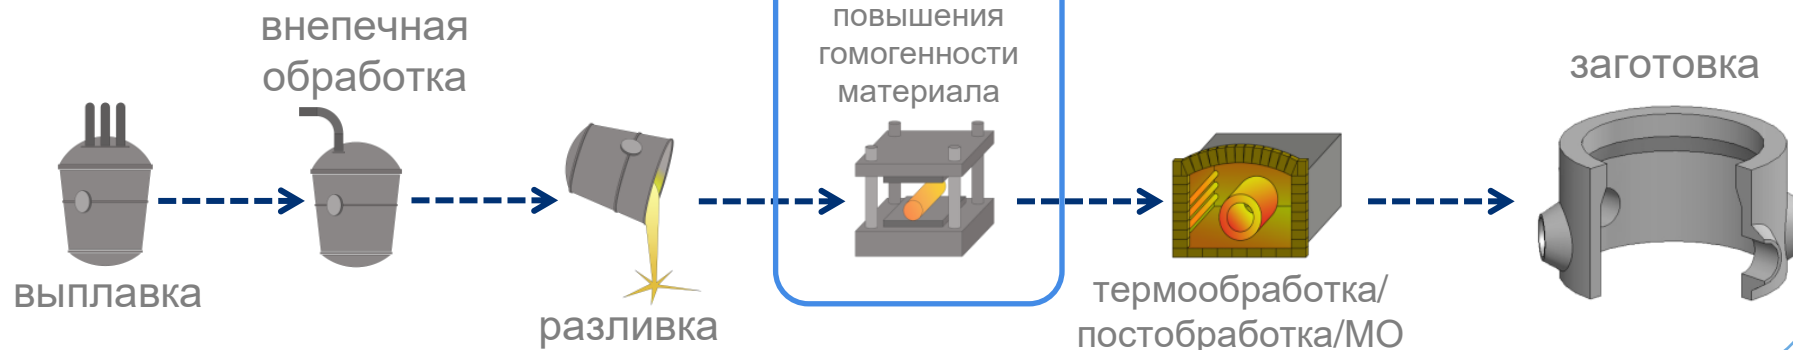 внепечная
обработка
повышения
гомогенности
материала
заготовка
выплавка
разливка
термообработка/
постобработка/МО